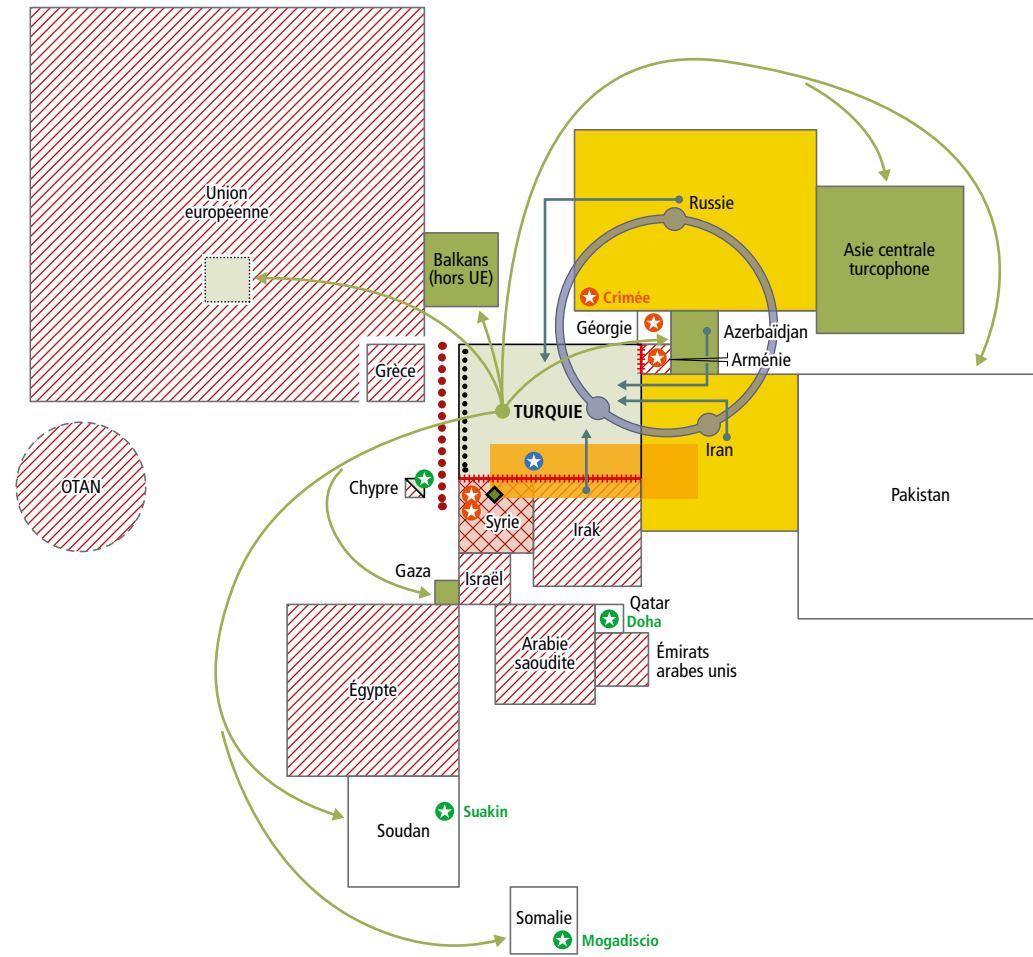 Union
européenne
Russie
Asie centrale
turcophone
Balkans
(hors UE)
Crimée
Géorgie
Azerbaïdjan
Arménie
Grèce
TURQUIE
Iran
OTAN
Chypre
Pakistan
Syrie
Irak
Gaza
Israël
Qatar
Doha
Arabie
saoudite
Émirats
arabes unis
Égypte
Soudan
Suakin
Somalie
Mogadiscio